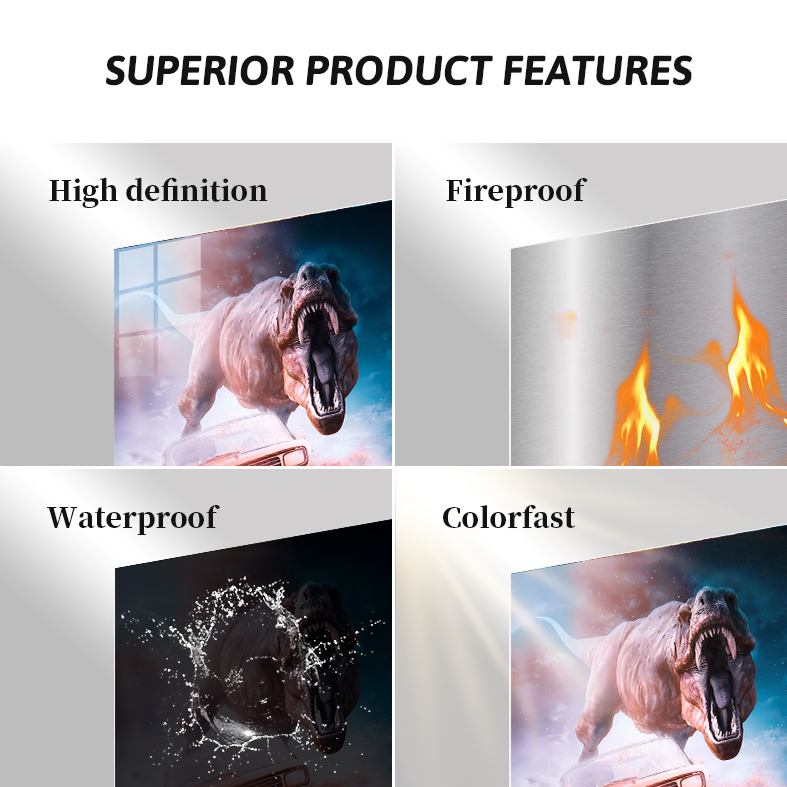 SUPERIOR PRODUCT FEATURES
High definition
Fireproof
Waterproof
Colorfast